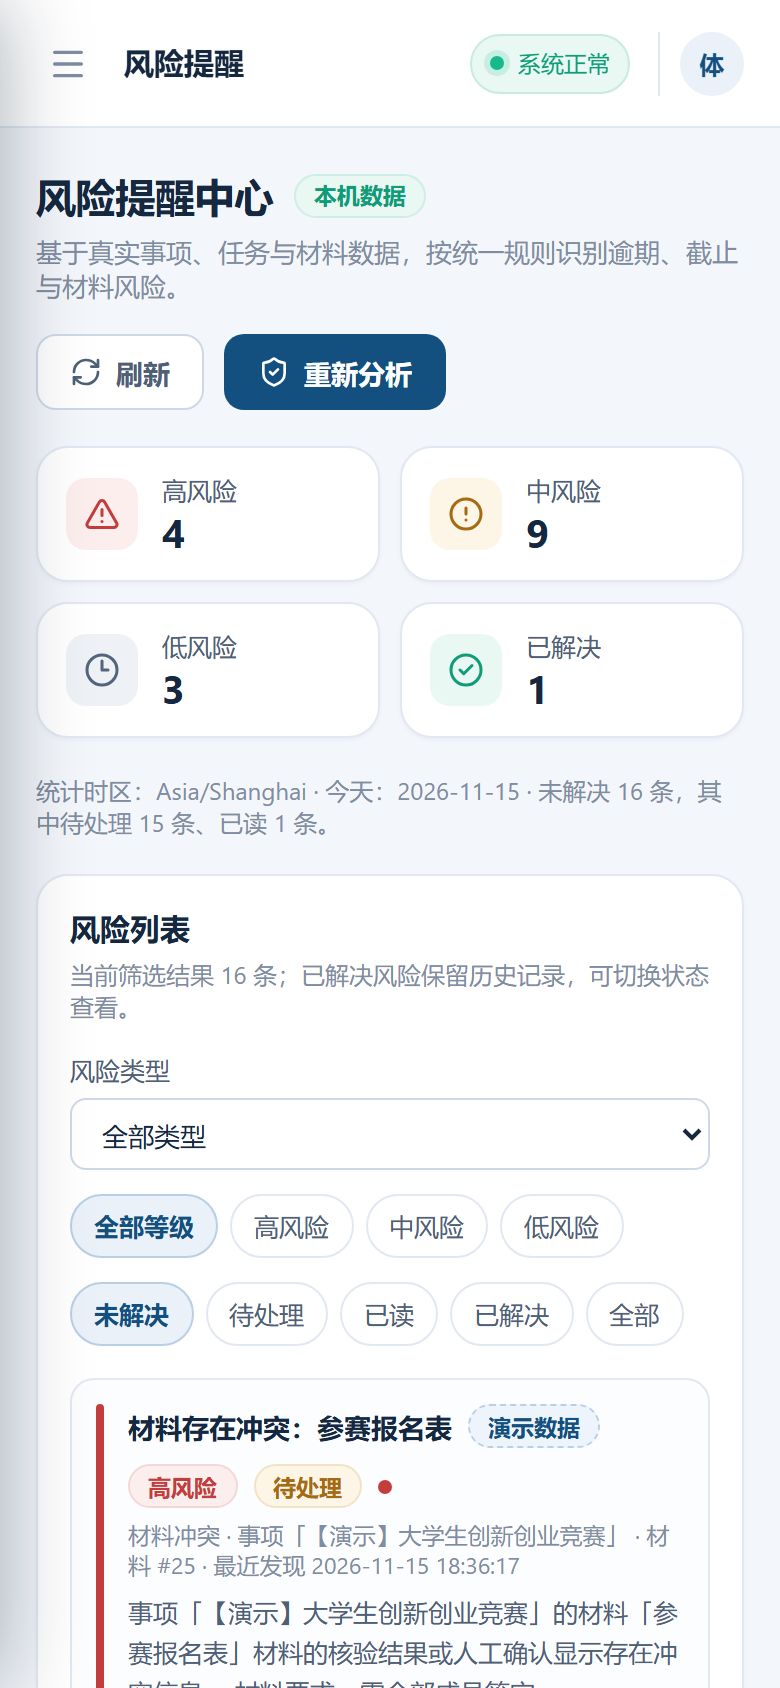 风险提醒
系统正常
体
风险提醒中心
本机数据
基于真实事项、任务与材料数据，按统一规则识别逾期、截止
与材料风险。
刷新
重新分析
高风险
4
中风险
9
低风险
3
已解决
1
统计时区：Asia/Shanghai · 今天：2026-11-15 · 未解决 16 条，其
中待处理 15 条、已读 1 条。
风险列表
当前筛选结果 16 条；已解决风险保留历史记录，可切换状态
查看。
风险类型
全部类型
全部等级
高风险
中风险
低风险
未解决
待处理
已读
已解决
全部
材料存在冲突：参赛报名表
演示数据
高风险
待处理
材料冲突 · 事项「【演示】大学生创新创业竞赛」 · 材
料 #25 · 最近发现 2026-11-15 18:36:17
事项「【演示】大学生创新创业竞赛」的材料「参
赛报名表」材料的核验结果或人工确认显示存在冲